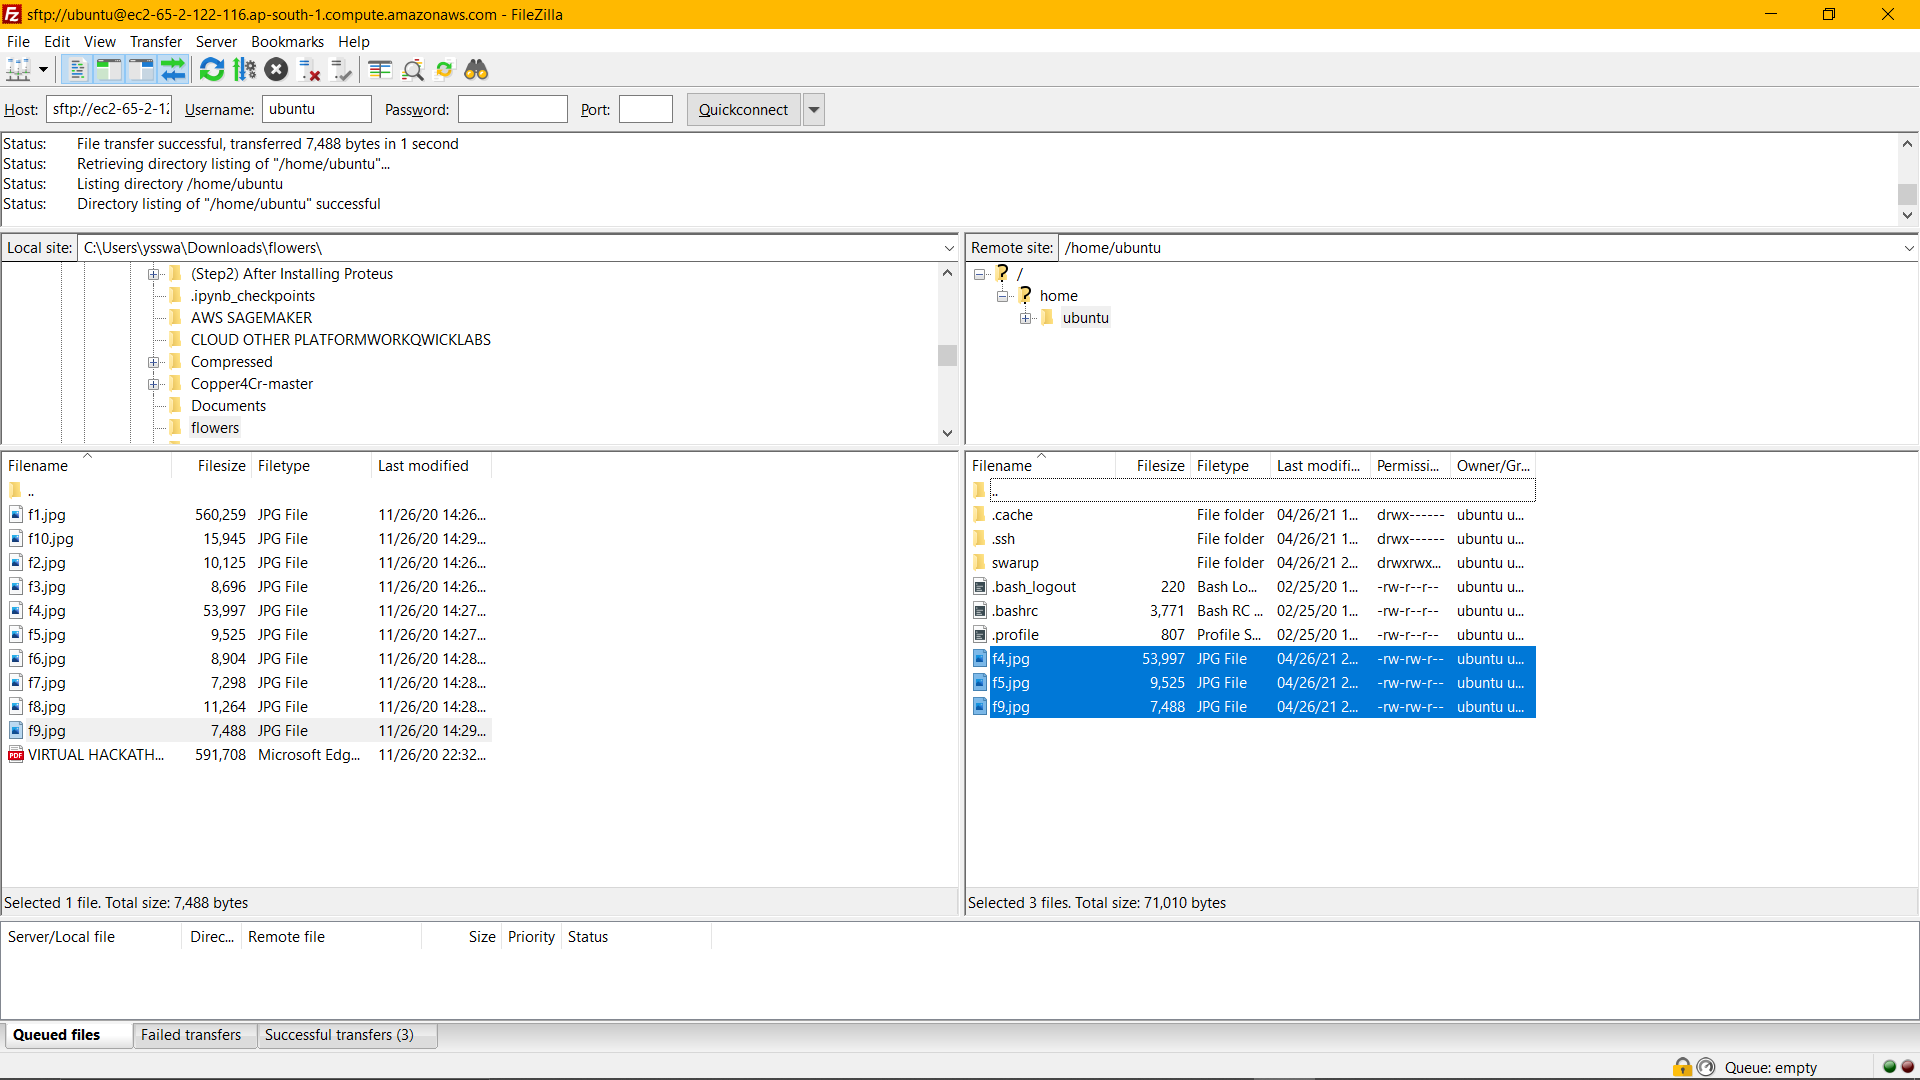 sftp://ubuntu@ec2-65-2-122-116.ap-south-1.compute.amazonaws.com - FileZilla
File Edit View Transfer Server Bookmarks Help
Host: sftp://ec2-65-2-12 Username: ubuntu Password: Port: Quickconnect
Status: File transfer successful, transferred 7,488 bytes in 1 second
Status: Retrieving directory listing of "/home/ubuntu"...
Status: Listing directory /home/ubuntu
Status: Directory listing of "/home/ubuntu" successful
Local site: C:\Users\ysswa\Downloads\flowers\
(Step2) After Installing Proteus
.ipynb_checkpoints
AWS SAGEMAKER
CLOUD OTHER PLATFORMWORKQWICKLABS
Compressed
Copper4Cr-master
Documents
flowers
Remote site: /home/ubuntu
/
home
ubuntu
Filename Filesize Filetype Last modified
..
f1.jpg 560,259 JPG File 11/26/20 14:26...
f10.jpg 15,945 JPG File 11/26/20 14:29...
f2.jpg 10,125 JPG File 11/26/20 14:26...
f3.jpg 8,696 JPG File 11/26/20 14:26...
f4.jpg 53,997 JPG File 11/26/20 14:27...
f5.jpg 9,525 JPG File 11/26/20 14:27...
f6.jpg 8,904 JPG File 11/26/20 14:28...
f7.jpg 7,298 JPG File 11/26/20 14:28...
f8.jpg 11,264 JPG File 11/26/20 14:28...
f9.jpg 7,488 JPG File 11/26/20 14:29...
PDF VIRTUAL HACKATH... 591,708 Microsoft Edg... 11/26/20 22:32...
Selected 1 file. Total size: 7,488 bytes
Filename Filesize Filetype Last modifi... Permissi... Owner/Gr...
..
.cache File folder 04/26/21 1... drwx------ ubuntu u...
.ssh File folder 04/26/21 1... drwx------ ubuntu u...
swarup File folder 04/26/21 2... drwxrwx... ubuntu u...
.bash_logout 220 Bash Lo... 02/25/20 1... -rw-r--r-- ubuntu u...
.bashrc 3,771 Bash RC ... 02/25/20 1... -rw-r--r-- ubuntu u...
.profile 807 Profile S... 02/25/20 1... -rw-r--r-- ubuntu u...
f4.jpg 53,997 JPG File 04/26/21 2... -rw-rw-r-- ubuntu u...
f5.jpg 9,525 JPG File 04/26/21 2... -rw-rw-r-- ubuntu u...
f9.jpg 7,488 JPG File 04/26/21 2... -rw-rw-r-- ubuntu u...
Selected 3 files. Total size: 71,010 bytes
Server/Local file Direc... Remote file Size Priority Status
Queued files Failed transfers Successful transfers (3)
Queue: empty